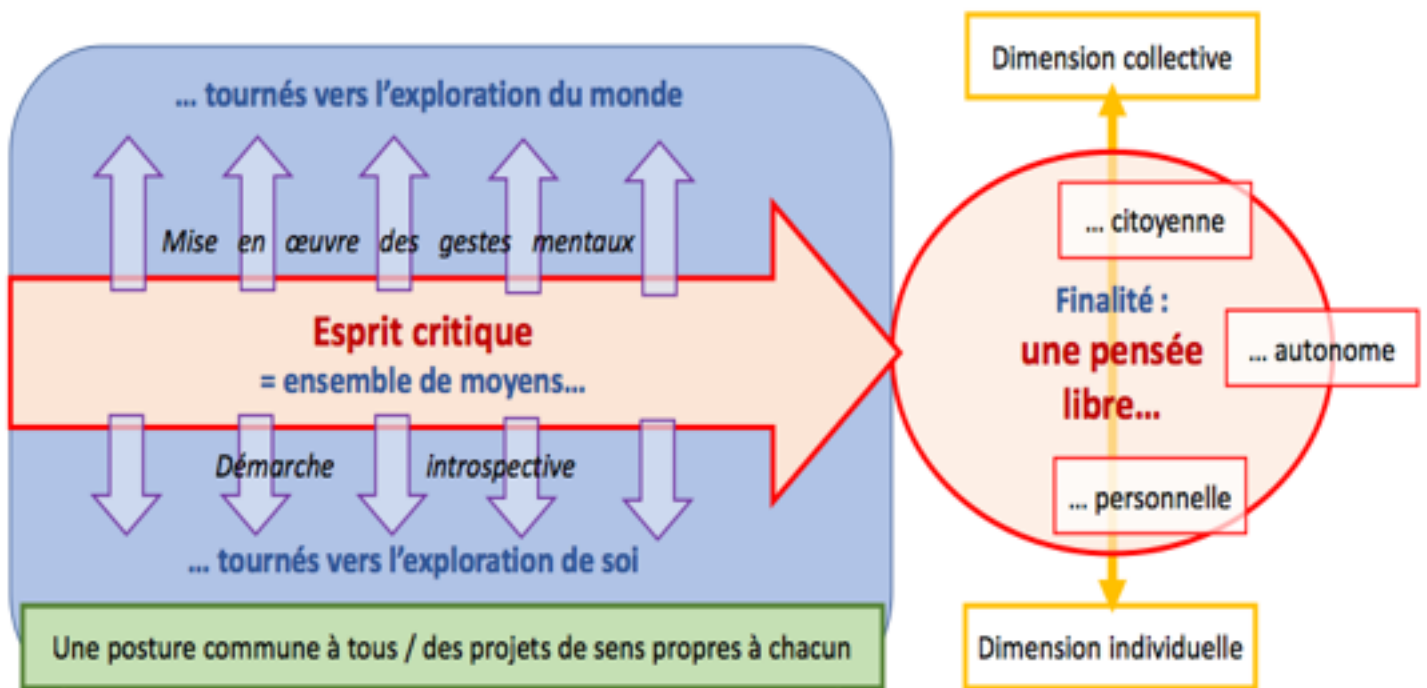 ... tournés vers l'exploration du monde
Mise en œuvre des gestes mentaux
Esprit critique
= ensemble de moyens...
Démarche introspective
... tournés vers l'exploration de soi
Une posture commune à tous / des projets de sens propres à chacun
Dimension collective
... citoyenne
Finalité :
une pensée
libre...
... autonome
... personnelle
Dimension individuelle